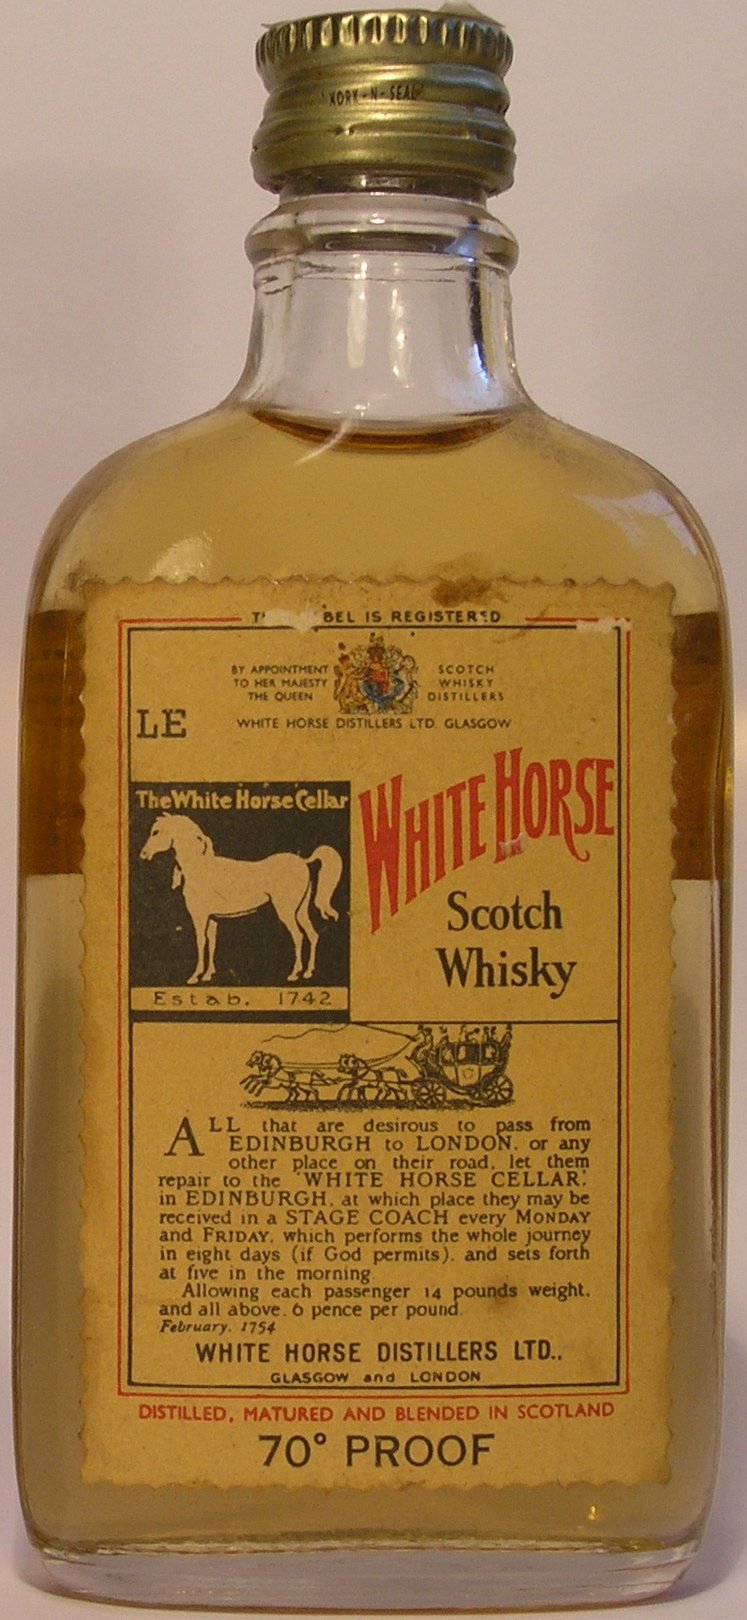 KORK-N-SEAL
BEL IS REGISTERED
BY APPOINTMENT
TO HER MAJESTY
THE QUEEN
SCOTCH
WHISKY
DISTILLERS
WHITE HORSE DISTILLERS LTD. GLASGOW
LE
The White Horse Cellar
Estab. 1742
WHITE HORSE
Scotch
Whisky
ALL that are desirous to pass from
EDINBURGH to LONDON, or any
other place on their road, let them
repair to the 'WHITE HORSE CELLAR'
in EDINBURGH, at which place they may be
received in a STAGE COACH every MONDAY
and FRIDAY, which performs the whole journey
in eight days (if God permits), and sets forth
at five in the morning
Allowing each passenger 14 pounds weight,
and all above, 6 pence per pound.
February, 1754
WHITE HORSE DISTILLERS LTD..
GLASGOW and LONDON
DISTILLED, MATURED AND BLENDED IN SCOTLAND
70° PROOF